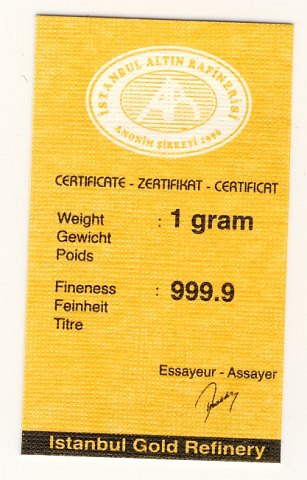 İSTANBUL ALTIN RAFİNERİSİ
ANONİM ŞİRKETİ 1996
CERTIFICATE - ZERTIFIKAT - CERTIFICAT
Weight : 1 gram
Gewicht
Poids
Fineness : 999.9
Feinheit
Titre
Essayeur - Assayer
Istanbul Gold Refinery